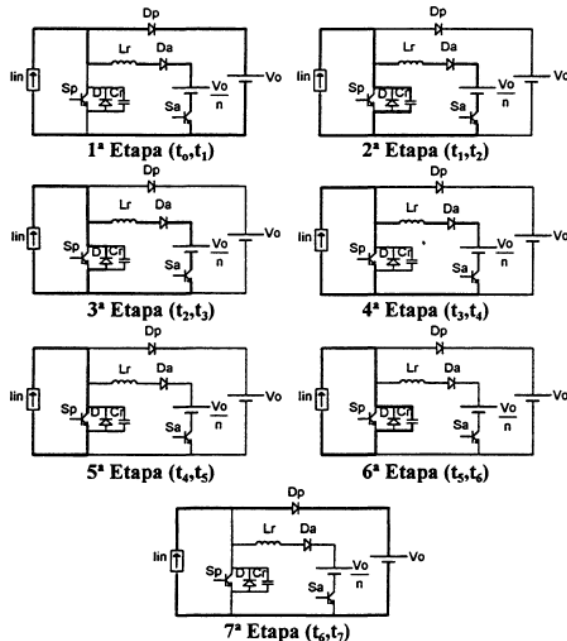 Dp
Lr
Da
Iin
Sp
D
Cr
Vo
n
Vo
Sa
1ª Etapa (t₀,t₁)
Dp
Lr
Da
Iin
Sp
D
Cr
Vo
n
Vo
Sa
2ª Etapa (t₁,t₂)
Dp
Lr
Da
Iin
Sp
D
Cr
Vo
n
Vo
Sa
3ª Etapa (t₂,t₃)
Dp
Lr
Da
Iin
Sp
D
Cr
Vo
n
Vo
Sa
4ª Etapa (t₃,t₄)
Dp
Lr
Da
Iin
Sp
D
Cr
Vo
n
Vo
Sa
5ª Etapa (t₄,t₅)
Dp
Lr
Da
Iin
Sp
D
Cr
Vo
n
Vo
Sa
6ª Etapa (t₅,t₆)
Dp
Lr
Da
Iin
Sp
D
Cr
Vo
n
Vo
Sa
7ª Etapa (t₆,t₇)